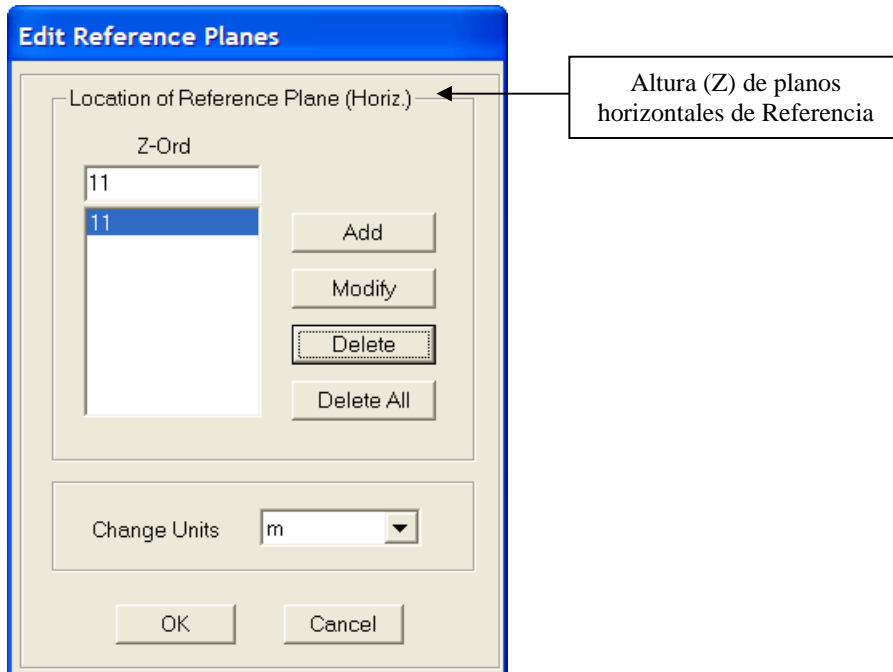 Edit Reference Planes
Location of Reference Plane (Horiz.)
Altura (Z) de planos
horizontales de Referencia
Z-Ord
11
11
Add
Modify
Delete
Delete All
Change Units
m
OK
Cancel